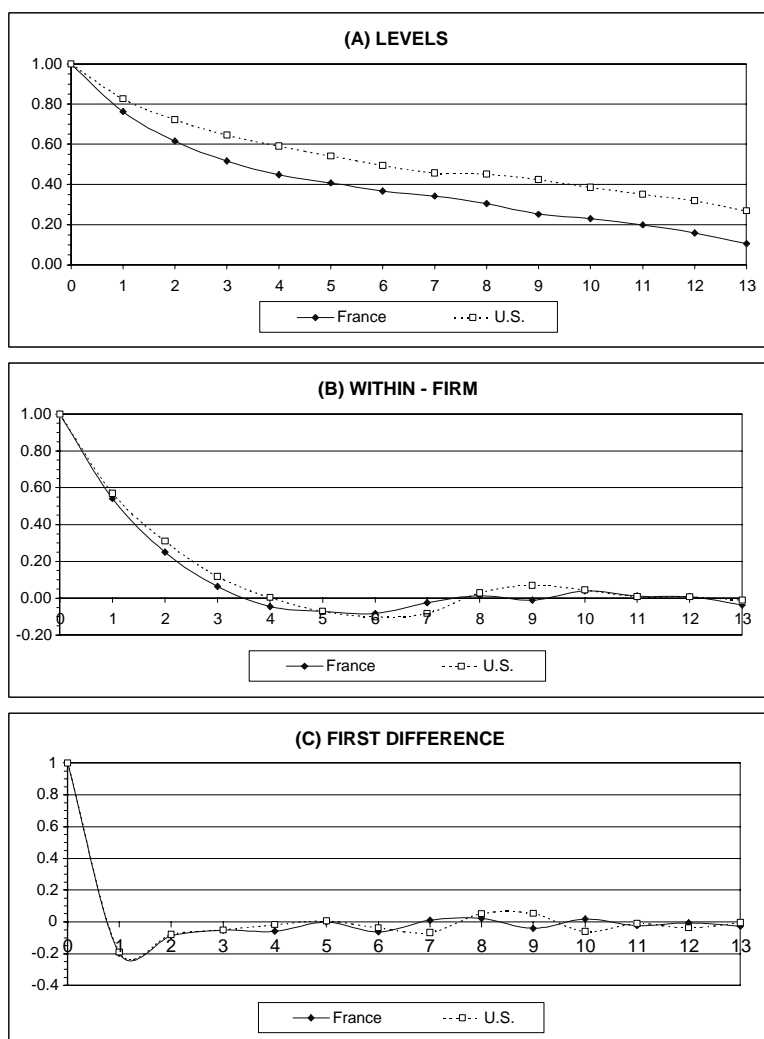 (A) LEVELS
1.00
0.80
0.60
0.40
0.20
0.00
0 1 2 3 4 5 6 7 8 9 10 11 12 13
France U.S.
(B) WITHIN - FIRM
1.00
0.80
0.60
0.40
0.20
0.00
0 1 2 3 4 5 6 7 8 9 10 11 12 13
-0.20
France U.S.
(C) FIRST DIFFERENCE
1
0.8
0.6
0.4
0.2
0
0 1 2 3 4 5 6 7 8 9 10 11 12 13
-0.2
-0.4
France U.S.